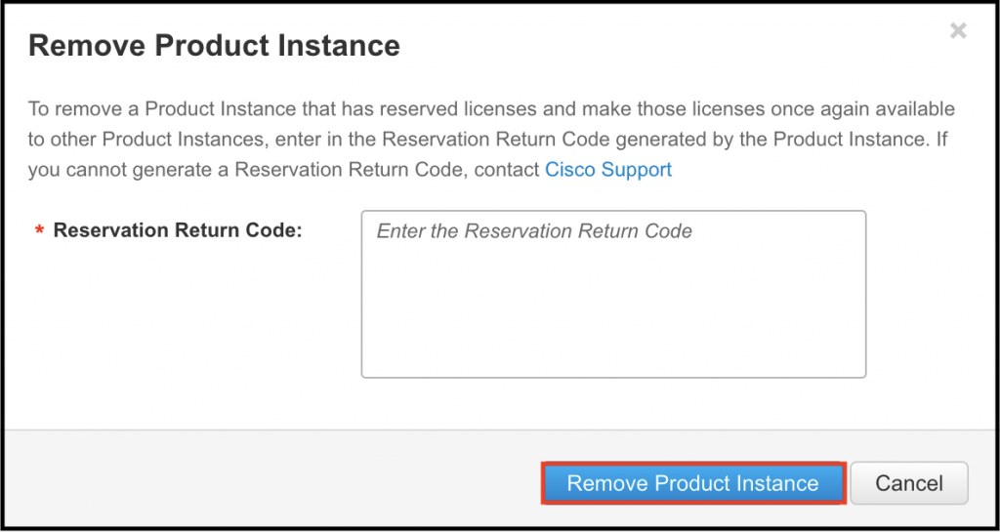 Remove Product Instance
To remove a Product Instance that has reserved licenses and make those licenses once again available
to other Product Instances, enter in the Reservation Return Code generated by the Product Instance. If
you cannot generate a Reservation Return Code, contact Cisco Support
* Reservation Return Code:
Enter the Reservation Return Code
Remove Product Instance
Cancel